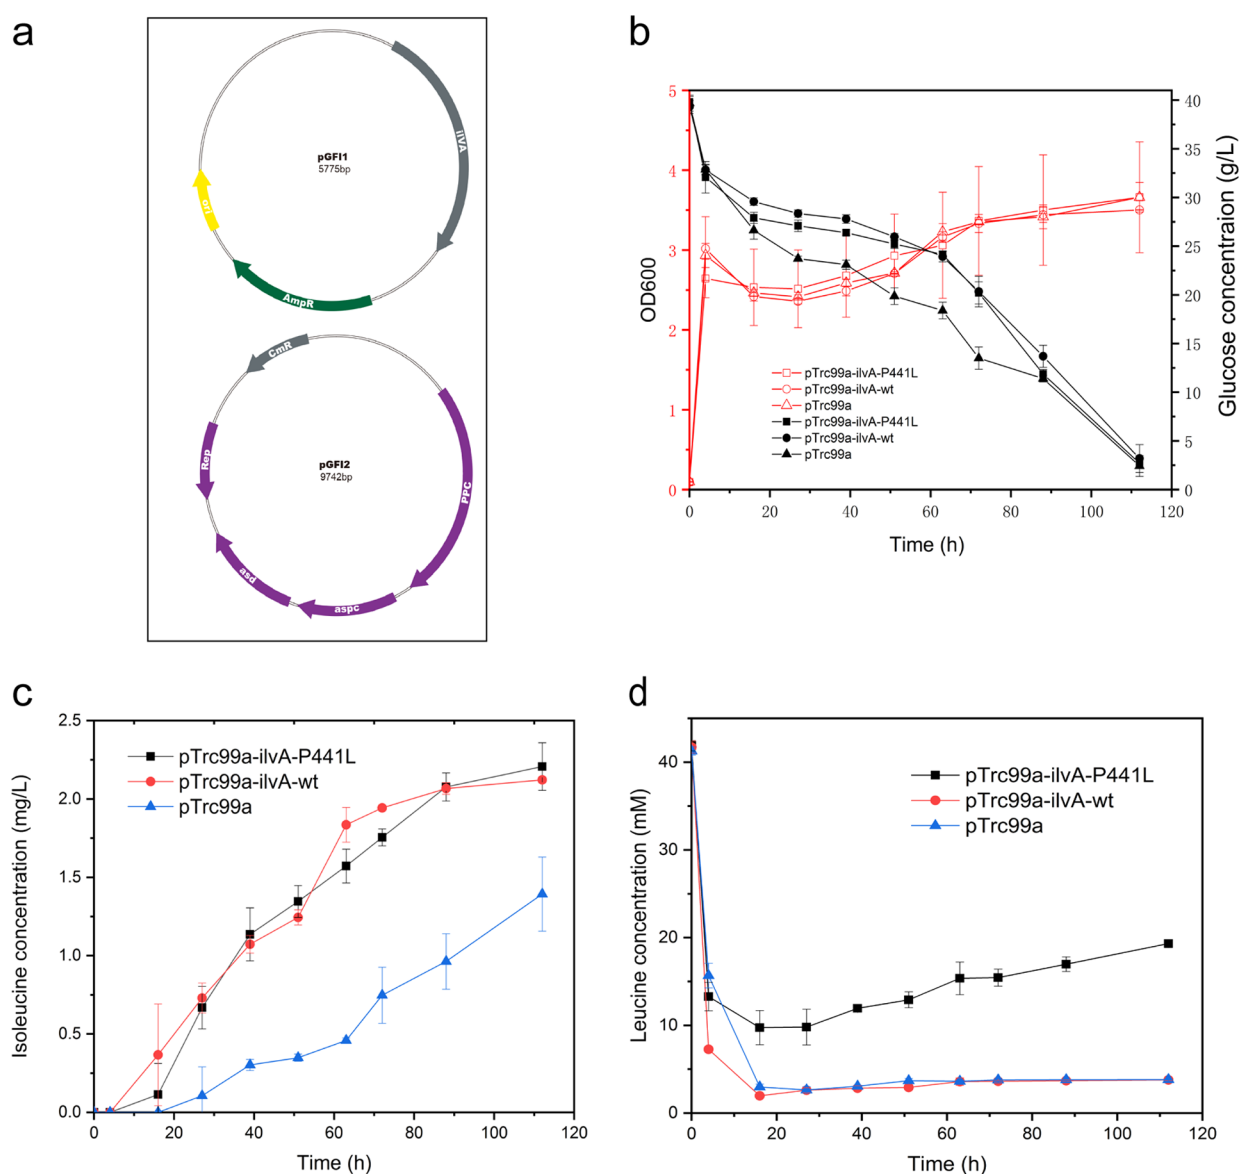 a
pGFI1
5775bp
ilVA
ori
AmpR
CmR
pGFI2
9742bp
Rep
PPC
asd
aspc
b
5
4
3
2
1
0
OD600
40
35
30
25
20
15
10
5
0
Glucose concentraion (g/L)
pTrc99a-ilvA-P441L
pTrc99a-ilvA-wt
pTrc99a
pTrc99a-ilvA-P441L
pTrc99a-ilvA-wt
pTrc99a
0 20 40 60 80 100 120
Time (h)
c
2.5
2.0
1.5
1.0
0.5
0.0
Isoleucine concentration (mg/L)
pTrc99a-ilvA-P441L
pTrc99a-ilvA-wt
pTrc99a
0 20 40 60 80 100 120
Time (h)
d
40
30
20
10
0
Leucine concentration (mM)
pTrc99a-ilvA-P441L
pTrc99a-ilvA-wt
pTrc99a
0 20 40 60 80 100 120
Time (h)